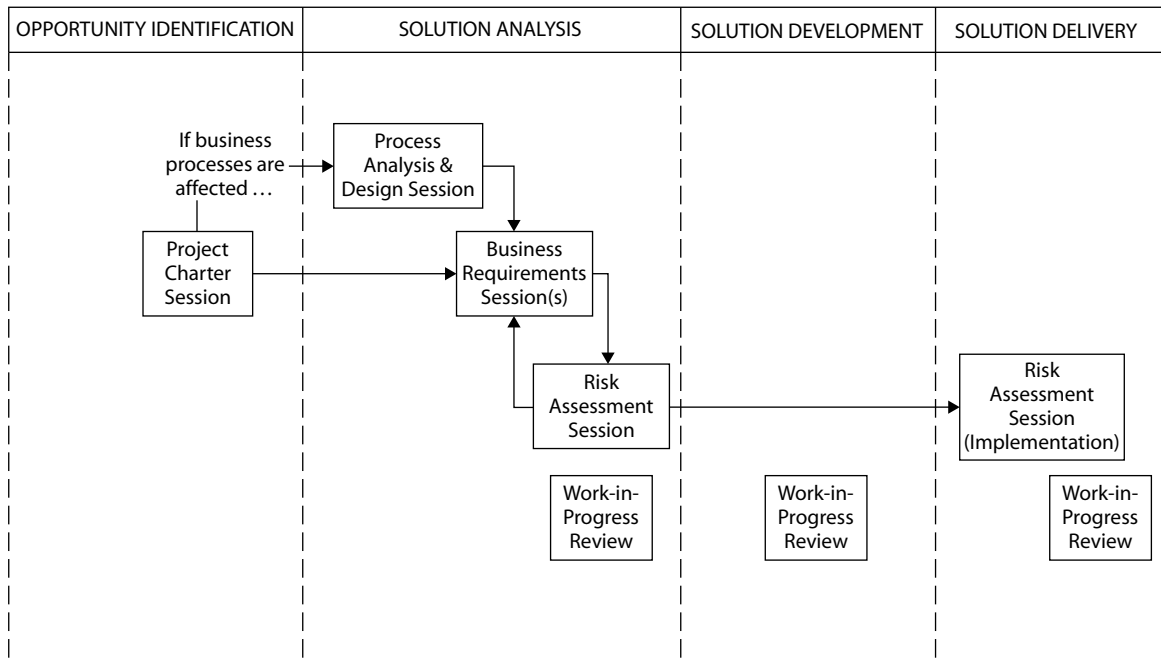 OPPORTUNITY IDENTIFICATION
SOLUTION ANALYSIS
SOLUTION DEVELOPMENT
SOLUTION DELIVERY
If business
processes are
affected …
Process
Analysis &
Design Session
Project
Charter
Session
Business
Requirements
Session(s)
Risk
Assessment
Session
Risk
Assessment
Session
(Implementation)
Work-in-
Progress
Review
Work-in-
Progress
Review
Work-in-
Progress
Review